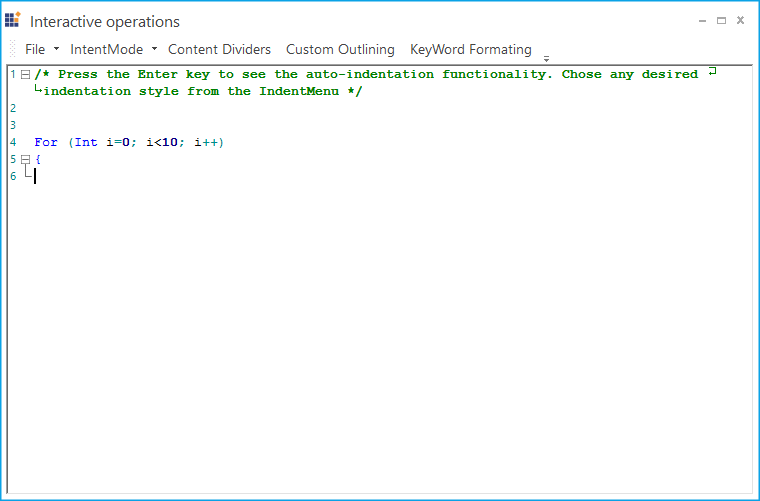 Interactive operations
File IntentMode Content Dividers Custom Outlining KeyWord Formating
1 /* Press the Enter key to see the auto-indentation functionality. Chose any desired
indentation style from the IndentMenu */
2
3
4 For (Int i=0; i<10; i++)
5 {
6